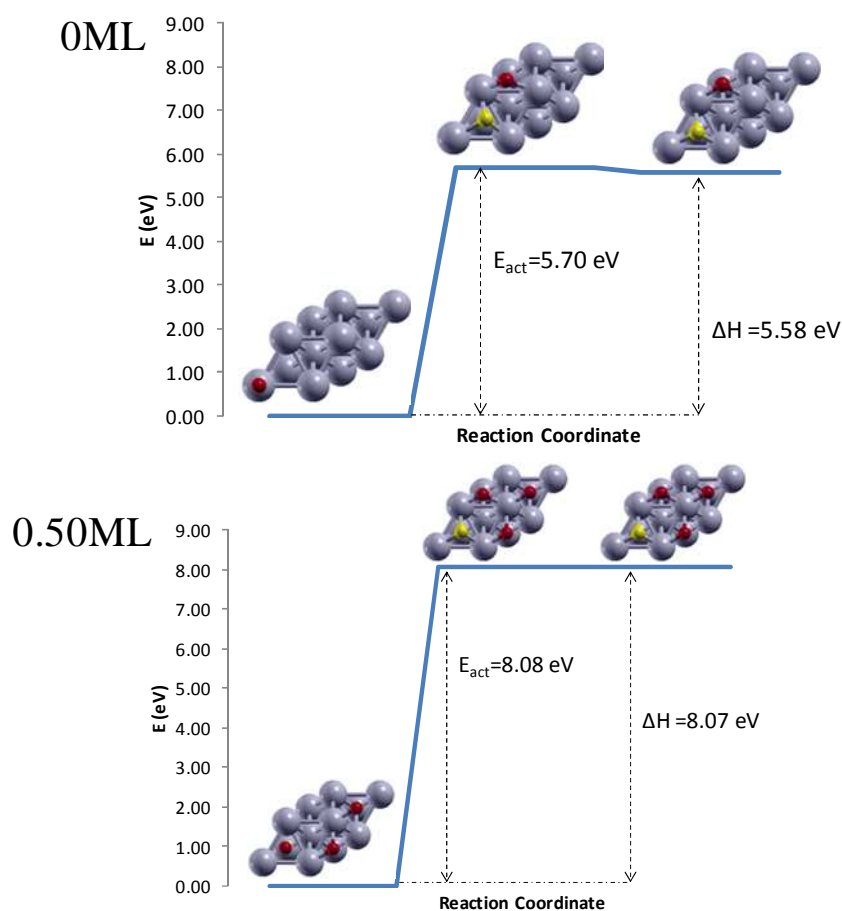 0ML
9.00
8.00
7.00
6.00
5.00
4.00
3.00
2.00
1.00
0.00
E (eV)
Eact=5.70 eV
ΔH =5.58 eV
Reaction Coordinate
0.50ML
9.00
8.00
7.00
6.00
5.00
4.00
3.00
2.00
1.00
0.00
E (eV)
Eact=8.08 eV
ΔH =8.07 eV
Reaction Coordinate